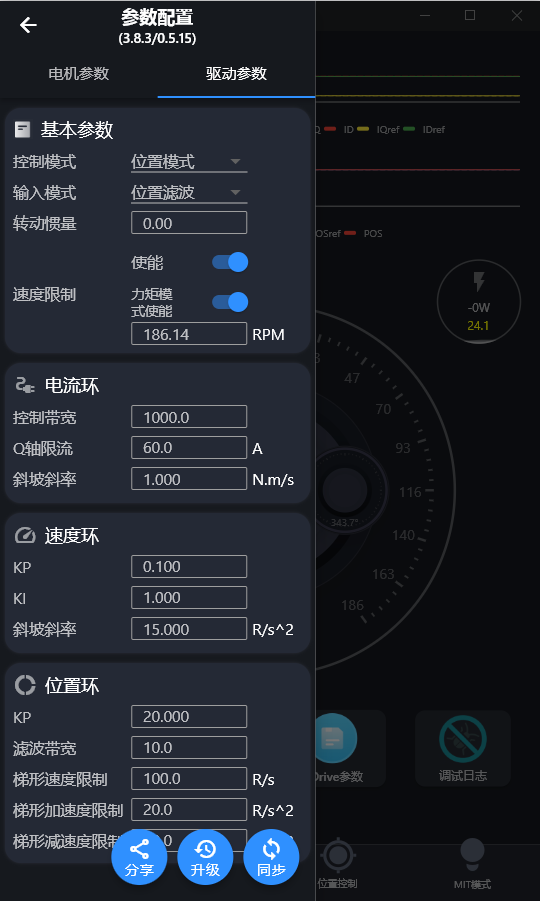 参数配置
(3.8.3/0.5.15)
电机参数
驱动参数
基本参数
控制模式 位置模式
输入模式 位置滤波
转动惯量 0.00
使能
速度限制
力矩模
式使能
186.14 RPM
电流环
控制带宽 1000.0
Q轴限流 60.0 A
斜坡斜率 1.000 N.m/s
速度环
KP 0.100
KI 1.000
斜坡斜率 15.000 R/s^2
位置环
KP 20.000
滤波带宽 10.0
梯形速度限制 100.0 R/s
梯形加速度限制 20.0 R/s^2
梯形减速度限制
分享
升级
同步
Q ID IQref IDref
OSref POS
-0W
24.1
47
70
93
116
140
163
186
343.7°
Drive参数
调试日志
位置控制
MIT模式